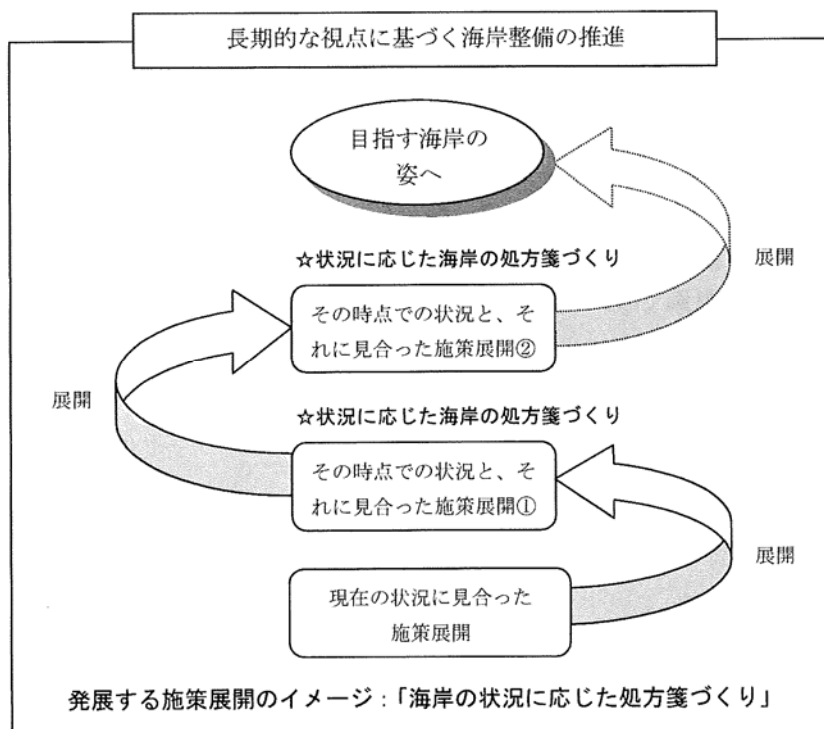 長期的な視点に基づく海岸整備の推進
目指す海岸の
姿へ
展開
☆状況に応じた海岸の処方箋づくり
その時点での状況と、そ
れに見合った施策展開②
展開
☆状況に応じた海岸の処方箋づくり
その時点での状況と、そ
れに見合った施策展開①
展開
現在の状況に見合った
施策展開
発展する施策展開のイメージ：「海岸の状況に応じた処方箋づくり」